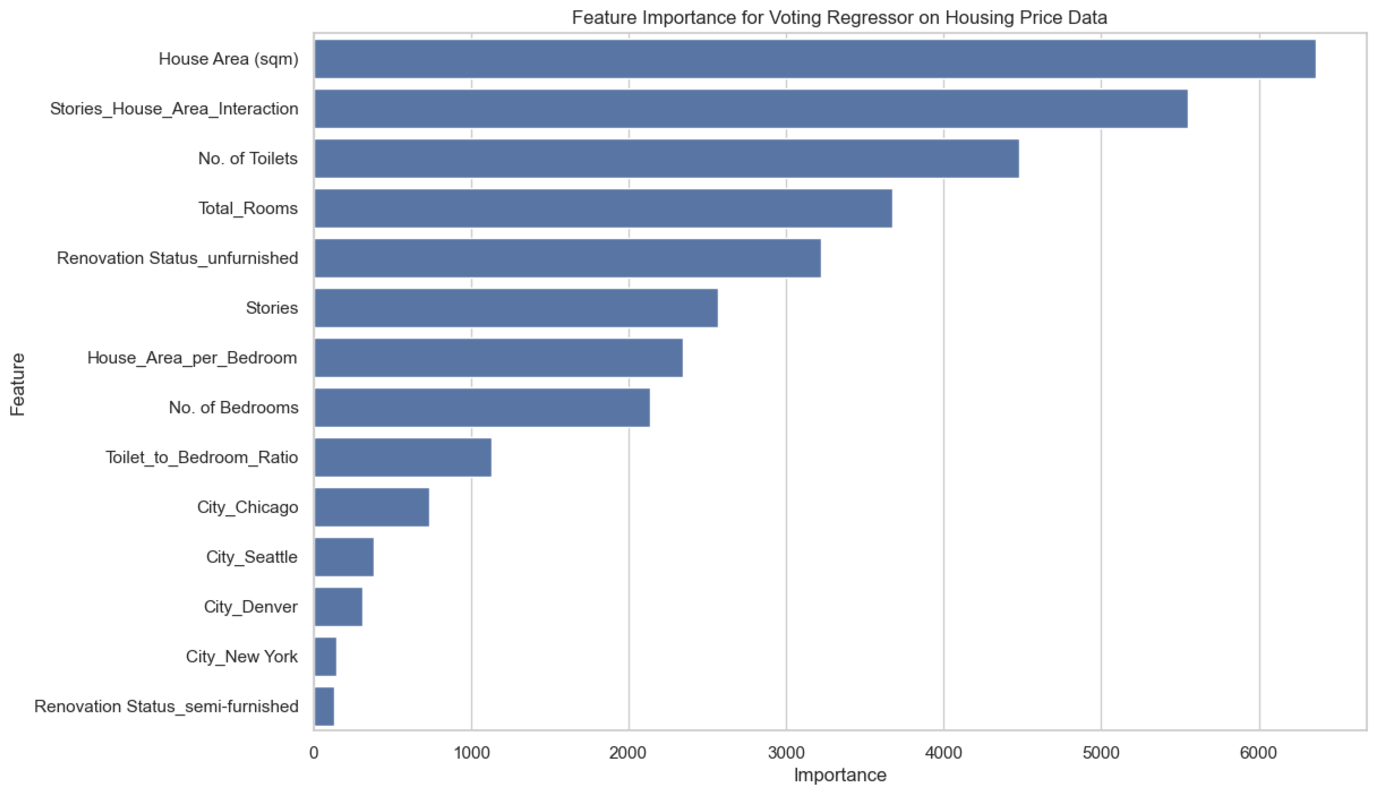 Feature Importance for Voting Regressor on Housing Price Data
House Area (sqm)
Stories_House_Area_Interaction
No. of Toilets
Total_Rooms
Renovation Status_unfurnished
Stories
House_Area_per_Bedroom
No. of Bedrooms
Toilet_to_Bedroom_Ratio
City_Chicago
City_Seattle
City_Denver
City_New York
Renovation Status_semi-furnished
Feature
0 1000 2000 3000 4000 5000 6000
Importance